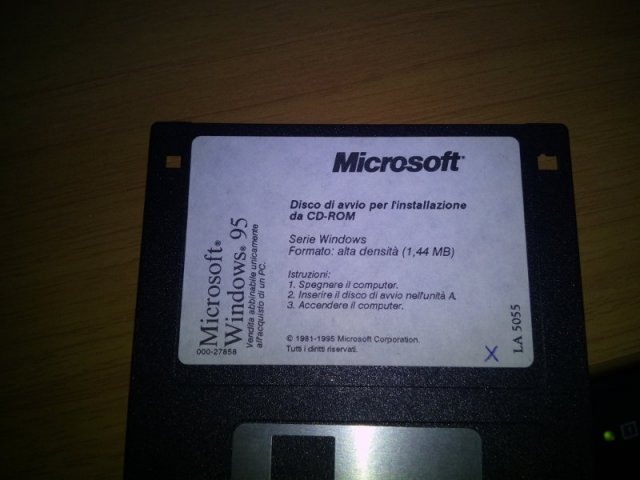 Microsoft®
Disco di avvio per l'installazione
da CD-ROM
Serie Windows
Formato: alta densità (1,44 MB)
Istruzioni:
1. Spegnere il computer.
2. Inserire il disco di avvio nell'unità A.
3. Accendere il computer.
© 1981-1995 Microsoft Corporation.
Tutti i diritti riservati.
Microsoft®
Windows® 95
Vendita abbinabile unicamente
all'acquisto di un PC.
000-27858
X
LA 5055